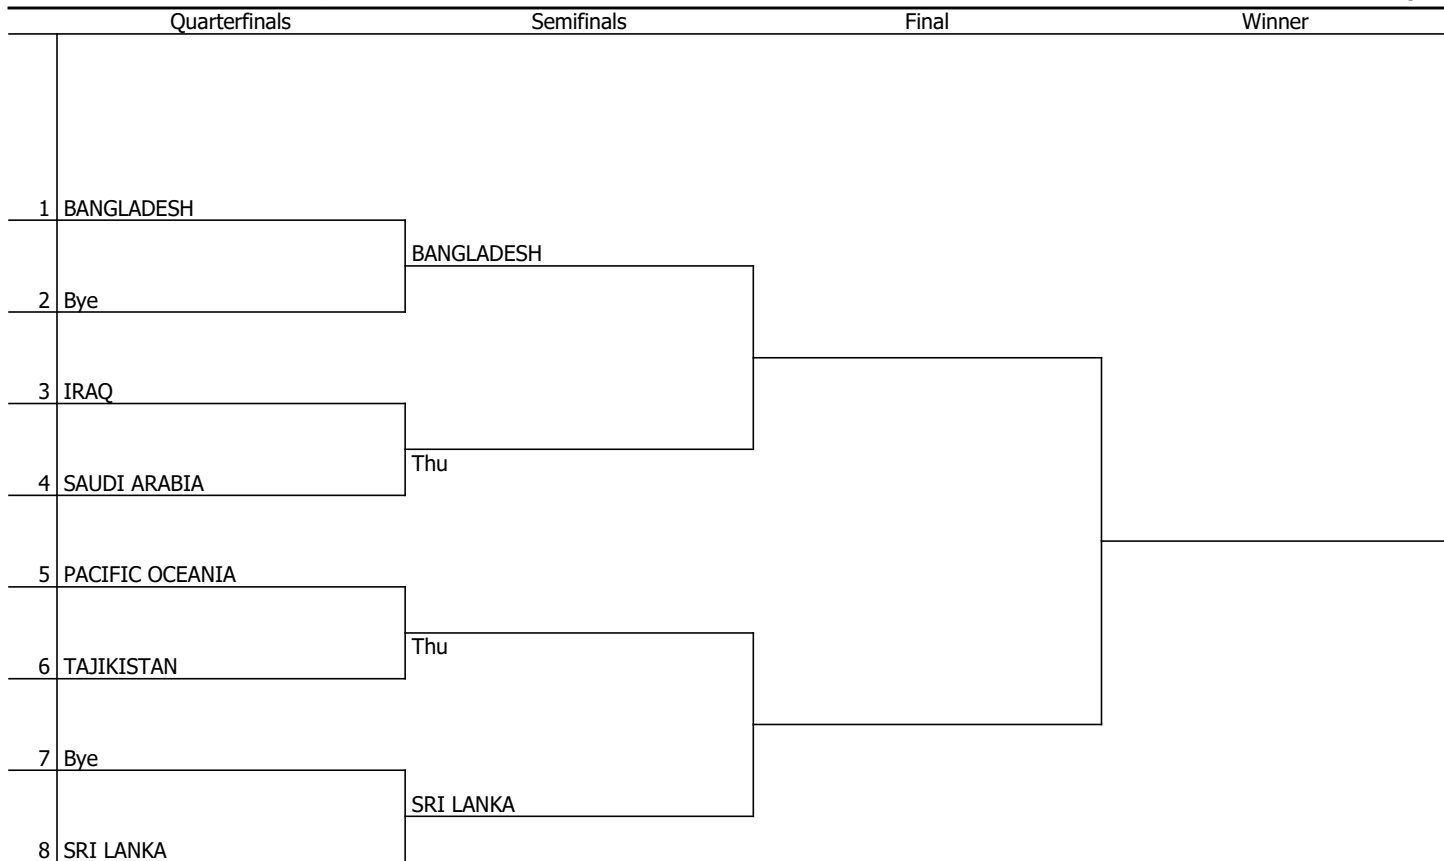 Quarterfinals Semifinals Final Winner
1 BANGLADESH
BANGLADESH
2 Bye
3 IRAQ
Thu
4 SAUDI ARABIA
5 PACIFIC OCEANIA
Thu
6 TAJIKISTAN
7 Bye
SRI LANKA
8 SRI LANKA